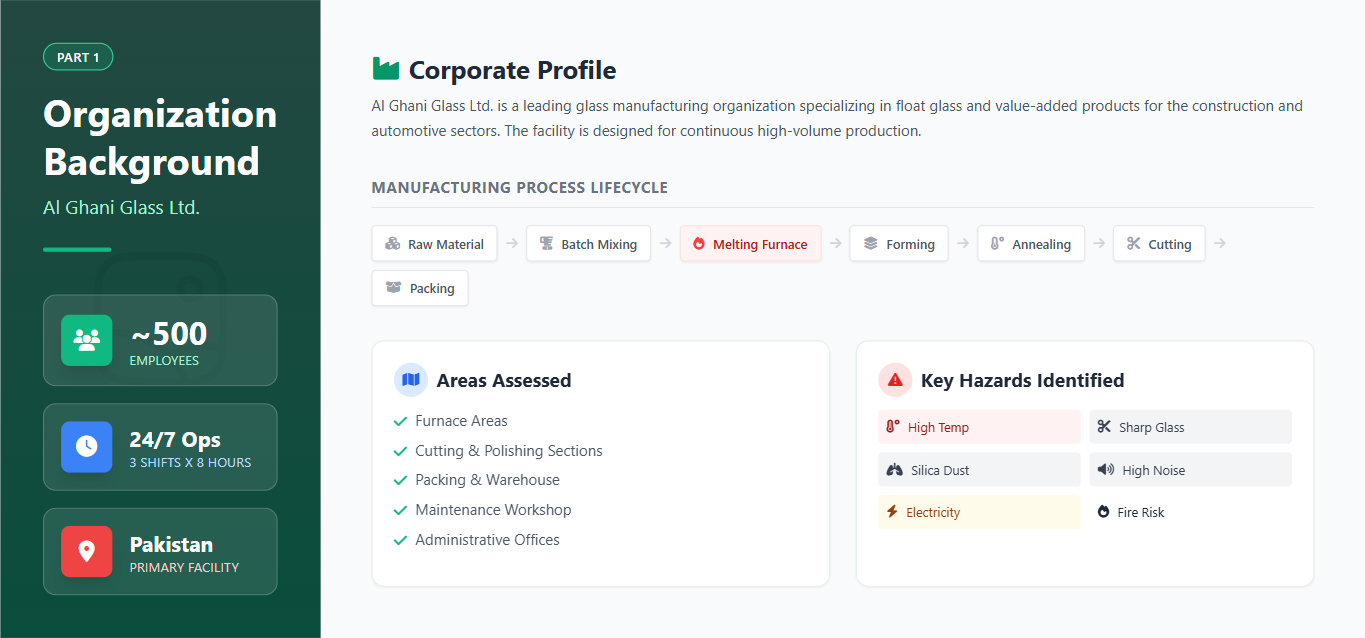 PART 1
Organization
Background
Al Ghani Glass Ltd.
~500
EMPLOYEES
24/7 Ops
3 SHIFTS X 8 HOURS
Pakistan
PRIMARY FACILITY
Corporate Profile
Al Ghani Glass Ltd. is a leading glass manufacturing organization specializing in float glass and value-added products for the construction and
automotive sectors. The facility is designed for continuous high-volume production.
MANUFACTURING PROCESS LIFECYCLE
Raw Material → Batch Mixing → Melting Furnace → Forming → Annealing → Cutting →
Packing
Areas Assessed
Furnace Areas
Cutting & Polishing Sections
Packing & Warehouse
Maintenance Workshop
Administrative Offices
Key Hazards Identified
High Temp
Sharp Glass
Silica Dust
High Noise
Electricity
Fire Risk